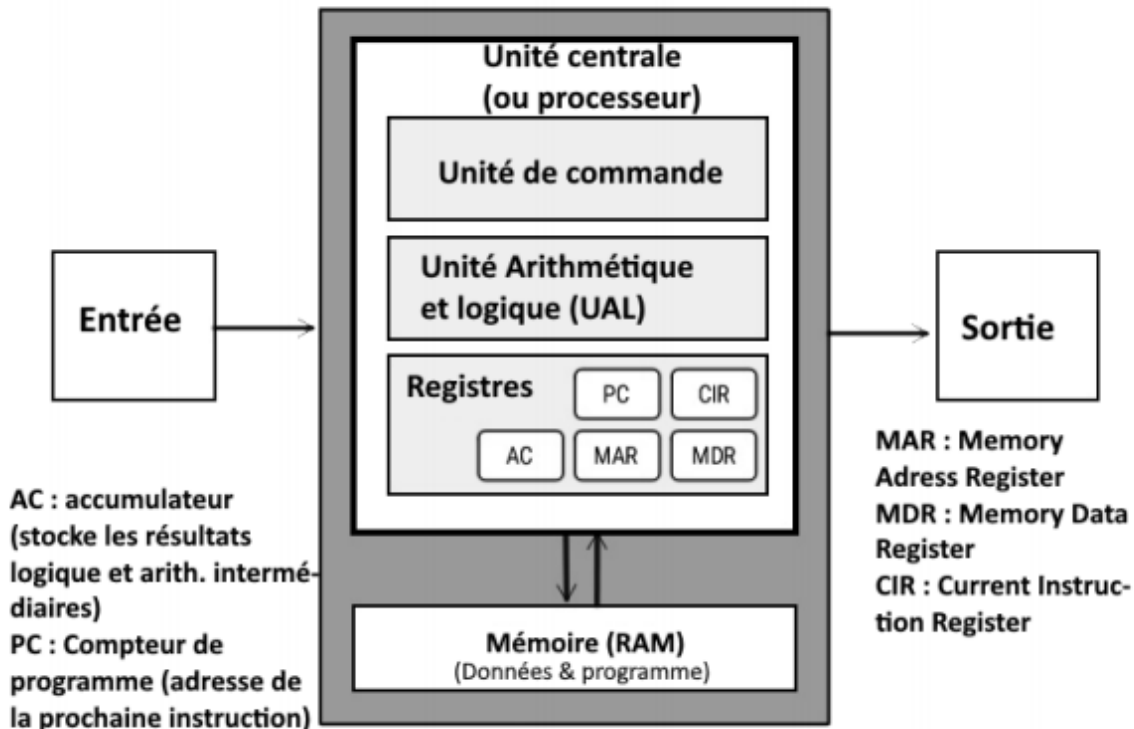 Unité centrale
(ou processeur)
Unité de commande
Unité Arithmétique
et logique (UAL)
Registres
PC
CIR
AC
MAR
MDR
Entrée
Sortie
Mémoire (RAM)
(Données & programme)
AC : accumulateur
(stocke les résultats
logique et arith. intermé-
diaires)
PC : Compteur de
programme (adresse de
la prochaine instruction)
MAR : Memory
Adress Register
MDR : Memory Data
Register
CIR : Current Instruc-
tion Register